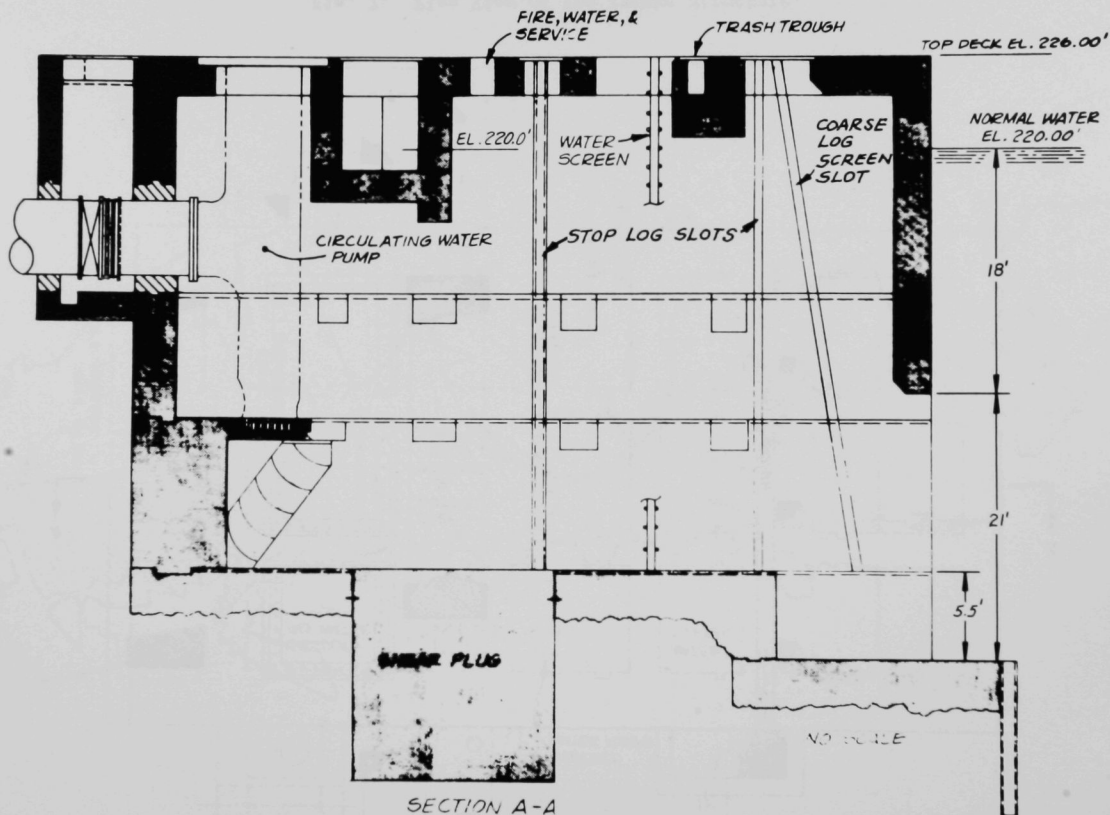 FIRE, WATER, &
SERVICE
TRASH TROUGH
TOP DECK EL. 226.00'
NORMAL WATER
EL. 220.00'
EL. 220.0'
WATER
SCREEN
COARSE
LOG
SCREEN
SLOT
CIRCULATING WATER
PUMP
STOP LOG SLOTS
18'
21'
5.5'
SHEAR PLUG
NO SCALE
SECTION A-A